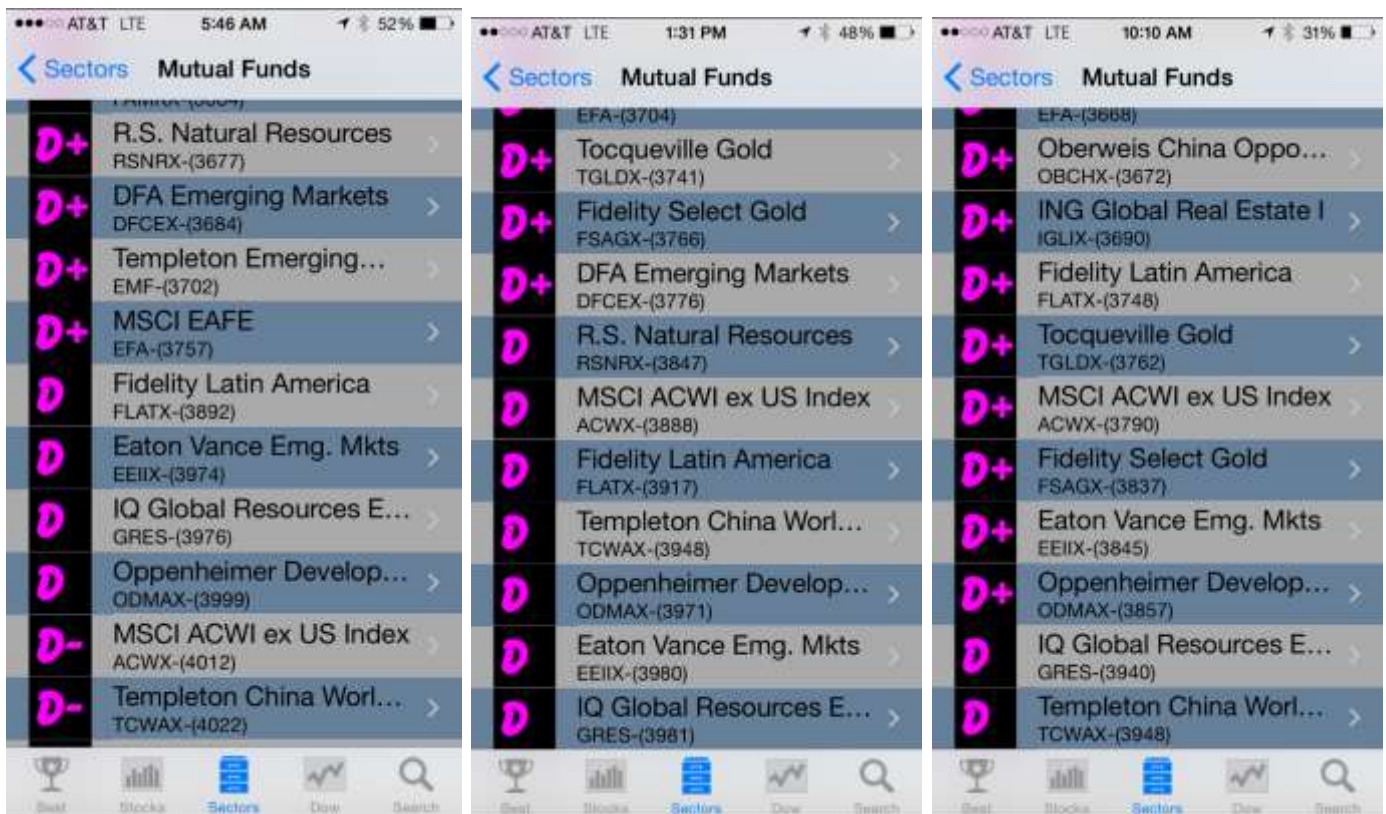 AT&T LTE 5:46 AM 52%
Sectors Mutual Funds
D+ R.S. Natural Resources
RSNRX-(3677)
D+ DFA Emerging Markets
DFCEX-(3684)
D+ Templeton Emerging...
EMF-(3702)
D+ MSCI EAFE
EFA-(3757)
D Fidelity Latin America
FLATX-(3892)
D Eaton Vance Emg. Mkts
EEIIX-(3974)
D IQ Global Resources E...
GRES-(3976)
D Oppenheimer Develop...
ODMAX-(3999)
D- MSCI ACWI ex US Index
ACWX-(4012)
D- Templeton China Worl...
TCWAX-(4022)
Best Stocks Sectors Dow Search
AT&T LTE 1:31 PM 48%
Sectors Mutual Funds
EFA-(3704)
D+ Tocqueville Gold
TGLDX-(3741)
D+ Fidelity Select Gold
FSAGX-(3766)
D+ DFA Emerging Markets
DFCEX-(3776)
D R.S. Natural Resources
RSNRX-(3847)
D MSCI ACWI ex US Index
ACWX-(3888)
D Fidelity Latin America
FLATX-(3917)
D Templeton China Worl...
TCWAX-(3948)
D Oppenheimer Develop...
ODMAX-(3971)
D Eaton Vance Emg. Mkts
EEIIX-(3980)
D IQ Global Resources E...
GRES-(3981)
Best Stocks Sectors Dow Search
AT&T LTE 10:10 AM 31%
Sectors Mutual Funds
EFA-(3668)
D+ Oberweis China Oppo...
OBCHX-(3672)
D+ ING Global Real Estate I
IGLIX-(3690)
D+ Fidelity Latin America
FLATX-(3748)
D+ Tocqueville Gold
TGLDX-(3762)
D+ MSCI ACWI ex US Index
ACWX-(3790)
D+ Fidelity Select Gold
FSAGX-(3837)
D+ Eaton Vance Emg. Mkts
EEIIX-(3845)
D+ Oppenheimer Develop...
ODMAX-(3857)
D IQ Global Resources E...
GRES-(3940)
D Templeton China Worl...
TCWAX-(3948)
Best Stocks Sectors Dow Search